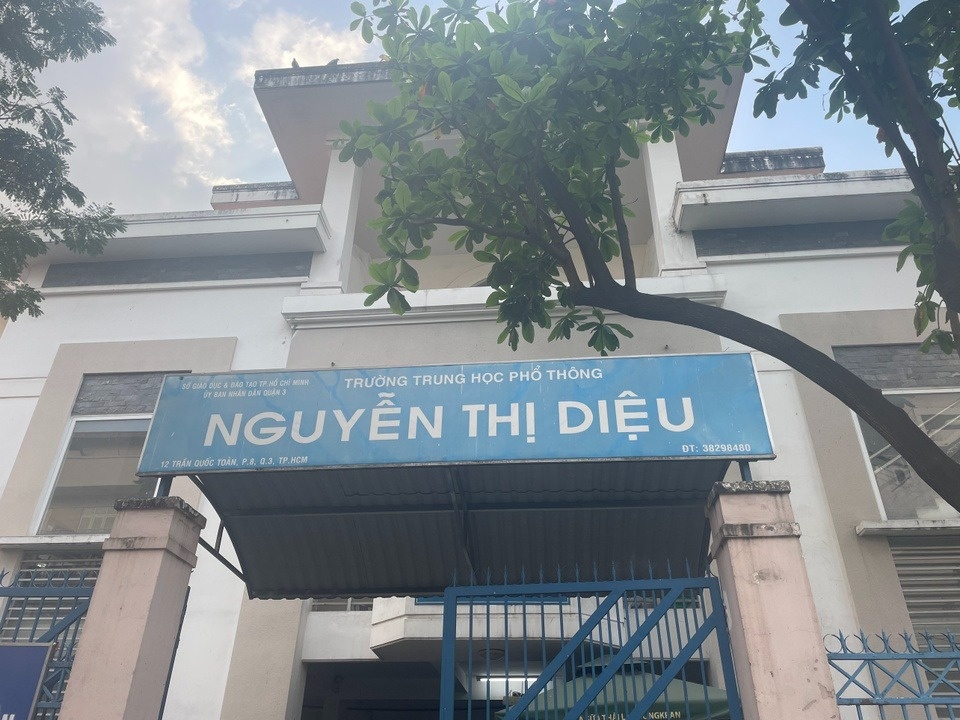 SỞ GIÁO DỤC & ĐÀO TẠO TP.HỒ CHÍ MINH
ỦY BAN NHÂN DÂN QUẬN 3
TRƯỜNG TRUNG HỌC PHỔ THÔNG
NGUYỄN THỊ DIỆU
12 TRẦN QUỐC TOẢN, P.8, Q.3, TP.HCM
ĐT: 38298480